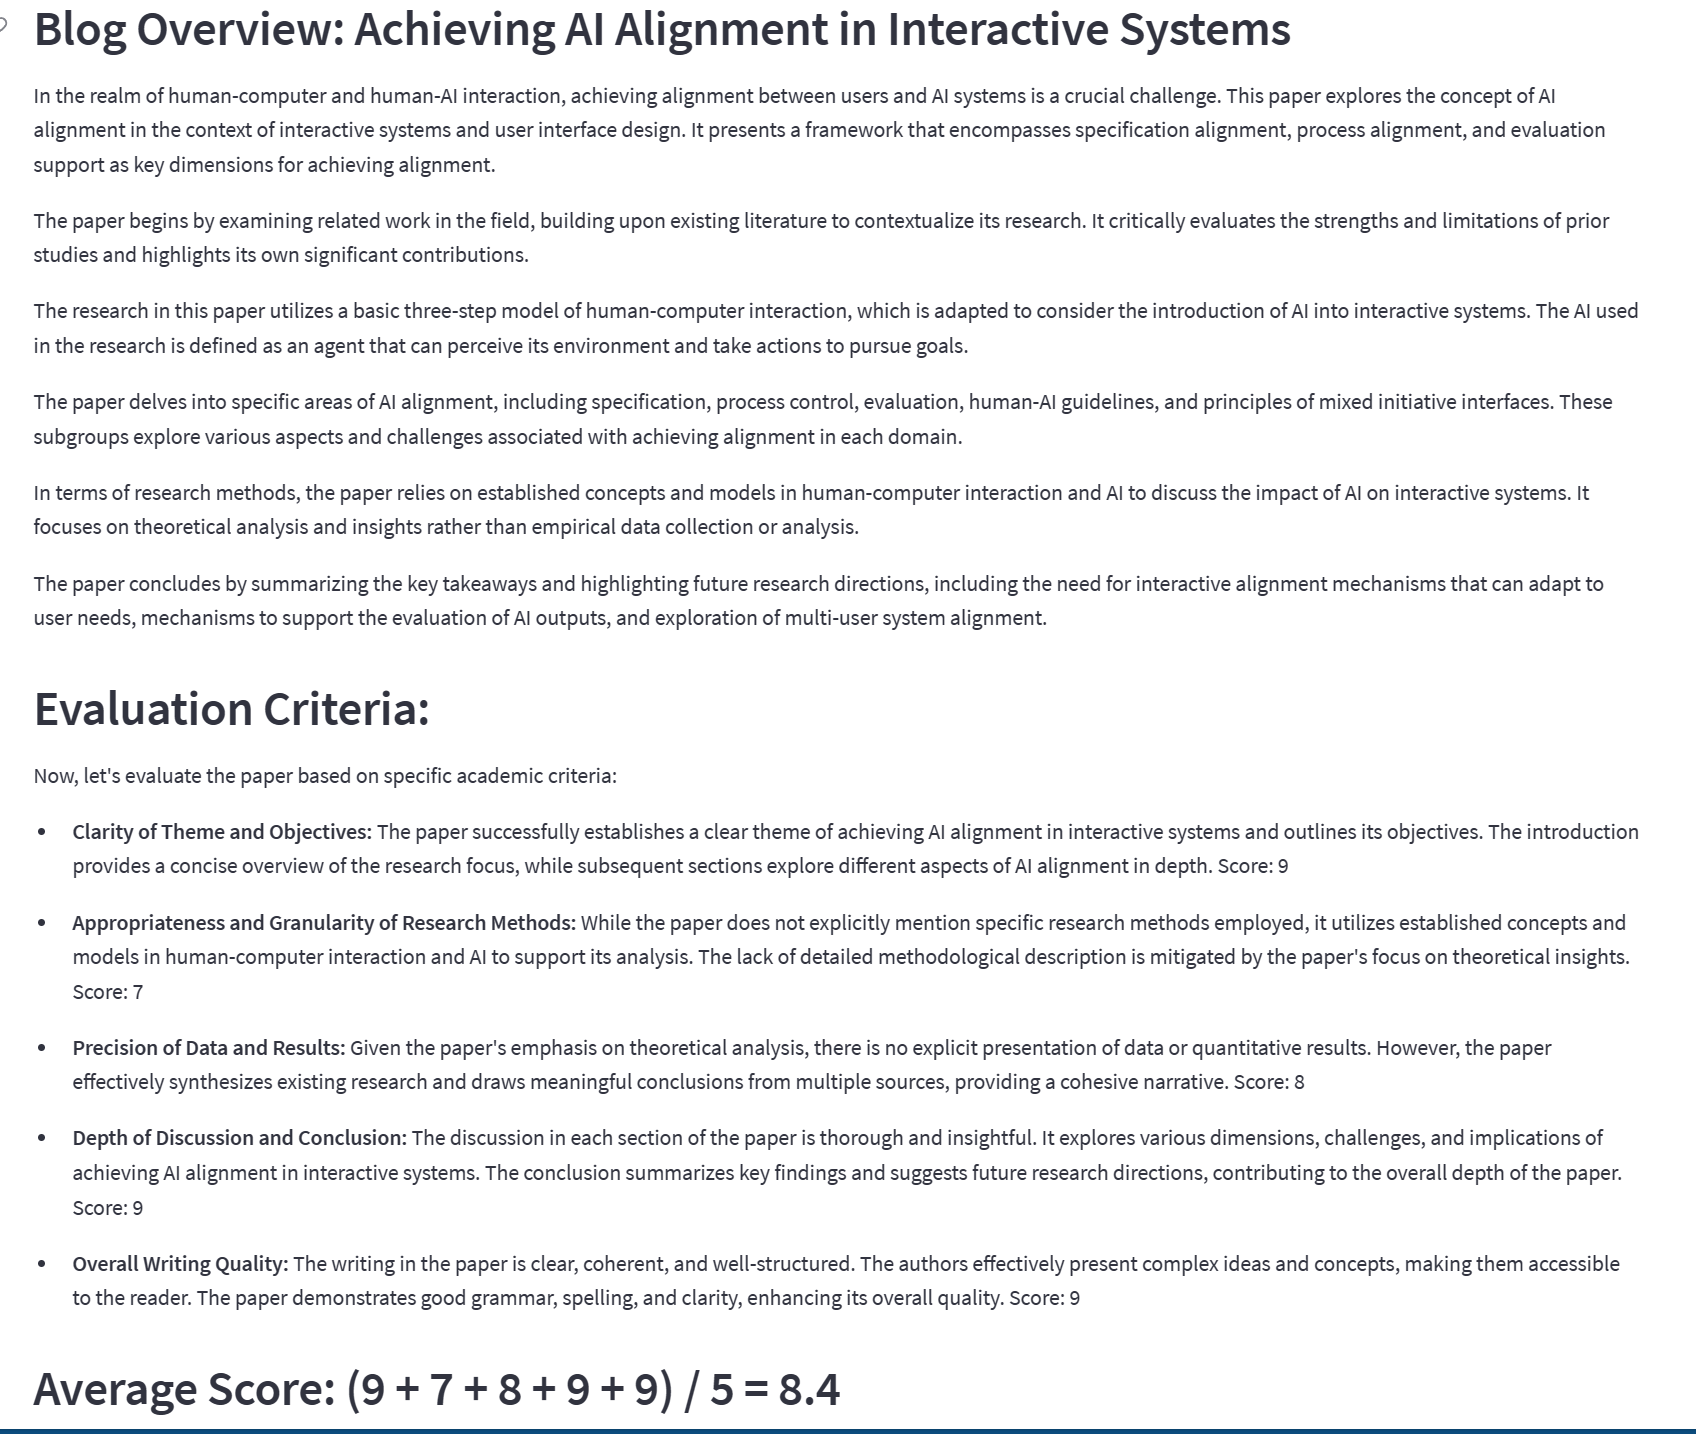 Blog Overview: Achieving AI Alignment in Interactive Systems
In the realm of human-computer and human-AI interaction, achieving alignment between users and AI systems is a crucial challenge. This paper explores the concept of AI
alignment in the context of interactive systems and user interface design. It presents a framework that encompasses specification alignment, process alignment, and evaluation
support as key dimensions for achieving alignment.
The paper begins by examining related work in the field, building upon existing literature to contextualize its research. It critically evaluates the strengths and limitations of prior
studies and highlights its own significant contributions.
The research in this paper utilizes a basic three-step model of human-computer interaction, which is adapted to consider the introduction of AI into interactive systems. The AI used
in the research is defined as an agent that can perceive its environment and take actions to pursue goals.
The paper delves into specific areas of AI alignment, including specification, process control, evaluation, human-AI guidelines, and principles of mixed initiative interfaces. These
subgroups explore various aspects and challenges associated with achieving alignment in each domain.
In terms of research methods, the paper relies on established concepts and models in human-computer interaction and AI to discuss the impact of AI on interactive systems. It
focuses on theoretical analysis and insights rather than empirical data collection or analysis.
The paper concludes by summarizing the key takeaways and highlighting future research directions, including the need for interactive alignment mechanisms that can adapt to
user needs, mechanisms to support the evaluation of AI outputs, and exploration of multi-user system alignment.
Evaluation Criteria:
Now, let's evaluate the paper based on specific academic criteria:
• Clarity of Theme and Objectives: The paper successfully establishes a clear theme of achieving AI alignment in interactive systems and outlines its objectives. The introduction
provides a concise overview of the research focus, while subsequent sections explore different aspects of AI alignment in depth. Score: 9
• Appropriateness and Granularity of Research Methods: While the paper does not explicitly mention specific research methods employed, it utilizes established concepts and
models in human-computer interaction and AI to support its analysis. The lack of detailed methodological description is mitigated by the paper's focus on theoretical insights.
Score: 7
• Precision of Data and Results: Given the paper's emphasis on theoretical analysis, there is no explicit presentation of data or quantitative results. However, the paper
effectively synthesizes existing research and draws meaningful conclusions from multiple sources, providing a cohesive narrative. Score: 8
• Depth of Discussion and Conclusion: The discussion in each section of the paper is thorough and insightful. It explores various dimensions, challenges, and implications of
achieving AI alignment in interactive systems. The conclusion summarizes key findings and suggests future research directions, contributing to the overall depth of the paper.
Score: 9
• Overall Writing Quality: The writing in the paper is clear, coherent, and well-structured. The authors effectively present complex ideas and concepts, making them accessible
to the reader. The paper demonstrates good grammar, spelling, and clarity, enhancing its overall quality. Score: 9
Average Score: (9 + 7 + 8 + 9 + 9) / 5 = 8.4